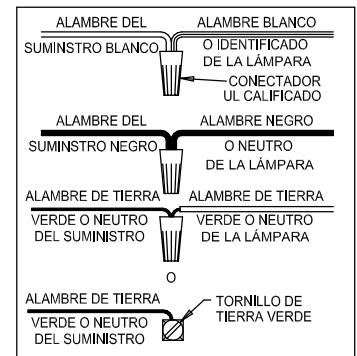 ALAMBRE DEL ALAMBRE BLANCO
SUMINSTRO BLANCO O IDENTIFICADO
DE LA LÁMPARA
CONECTADOR
UL CALIFICADO
ALAMBRE DEL ALAMBRE NEGRO
SUMINSTRO NEGRO O NEUTRO
DE LA LÁMPARA
ALAMBRE DE TIERRA ALAMBRE DE TIERRA
VERDE O NEUTRO VERDE O NEUTRO
DEL SUMINISTRO DE LA LÁMPARA
O
ALAMBRE DE TIERRA TORNILLO DE
VERDE O NEUTRO TIERRA VERDE
DEL SUMINISTRO